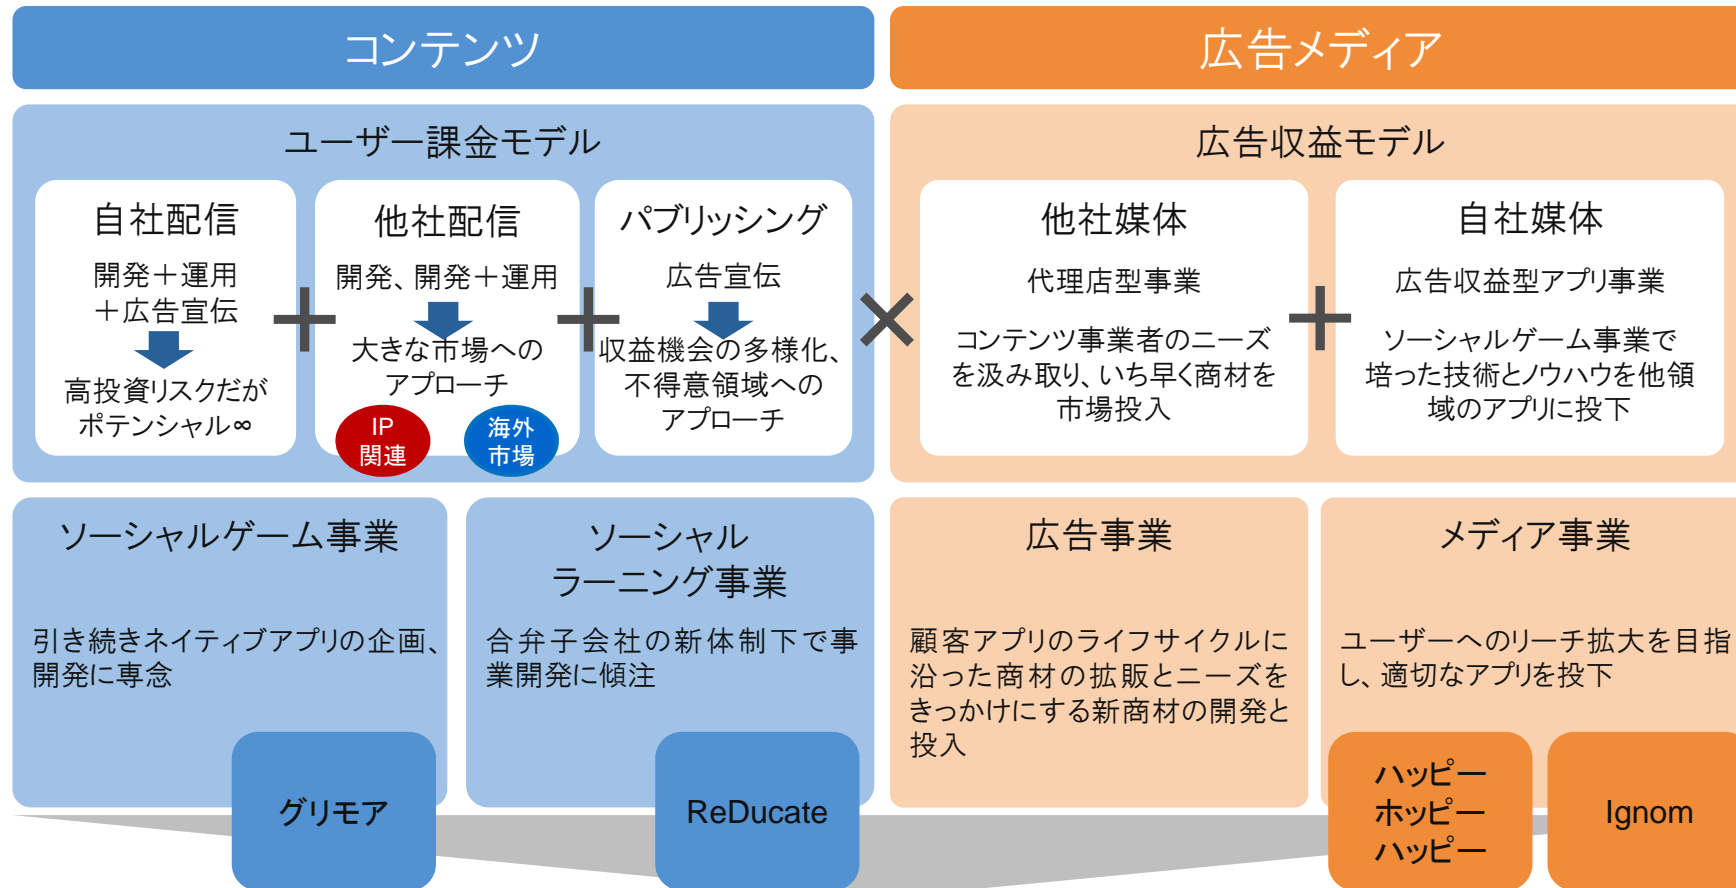 コンテンツ
広告メディア
ユーザー課金モデル
自社配信
開発＋運用
＋広告宣伝
高投資リスクだが
ポテンシャル∞
＋
他社配信
開発、開発＋運用
大きな市場への
アプローチ
IP
関連
海外
市場
＋
パブリッシング
広告宣伝
収益機会の多様化、
不得意領域への
アプローチ
×
広告収益モデル
他社媒体
代理店型事業
コンテンツ事業者のニーズ
を汲み取り、いち早く商材を
市場投入
＋
自社媒体
広告収益型アプリ事業
ソーシャルゲーム事業で
培った技術とノウハウを他領
域のアプリに投下
ソーシャルゲーム事業
引き続きネイティブアプリの企画、
開発に専念
グリモア
ソーシャル
ラーニング事業
合弁子会社の新体制下で事
業開発に傾注
ReDucate
広告事業
顧客アプリのライフサイクルに
沿った商材の拡販とニーズを
きっかけにする新商材の開発と
投入
メディア事業
ユーザーへのリーチ拡大を目指
し、適切なアプリを投下
ハッピー
ホッピー
ハッピー
Ignom